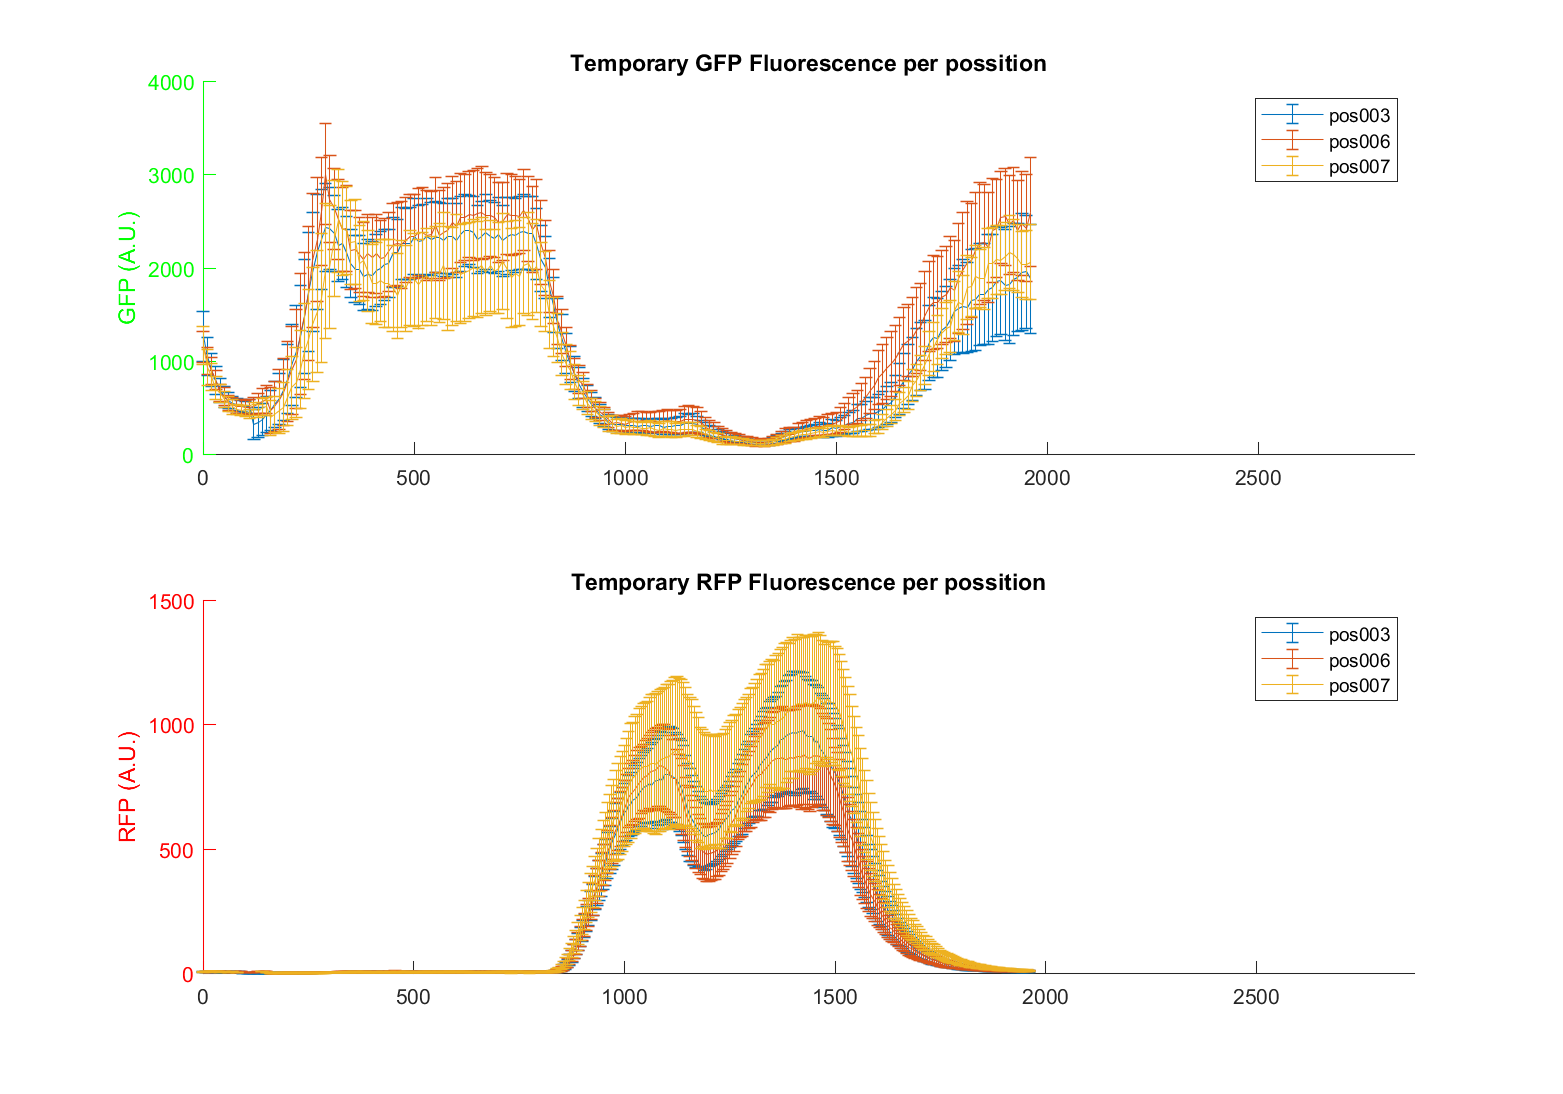 Temporary GFP Fluorescence per possition
GFP (A.U.)
4000
3000
2000
1000
0
0 500 1000 1500 2000 2500
pos003
pos006
pos007
Temporary RFP Fluorescence per possition
RFP (A.U.)
1500
1000
500
0
0 500 1000 1500 2000 2500
pos003
pos006
pos007